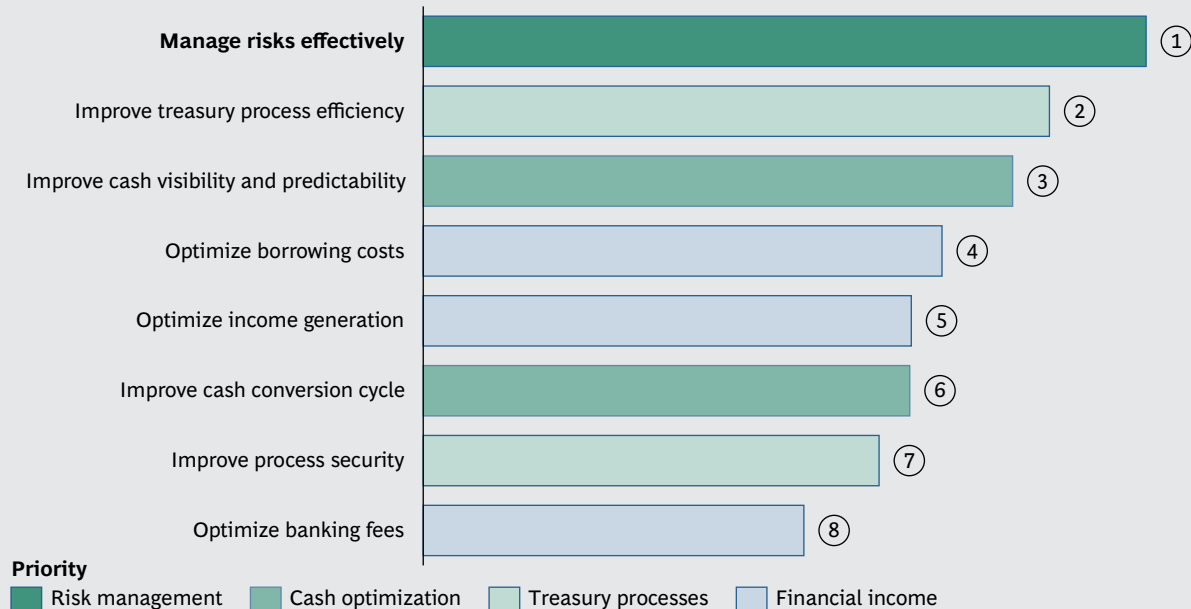 Manage risks effectively ①
Improve treasury process efficiency ②
Improve cash visibility and predictability ③
Optimize borrowing costs ④
Optimize income generation ⑤
Improve cash conversion cycle ⑥
Improve process security ⑦
Optimize banking fees ⑧
Priority
Risk management Cash optimization Treasury processes Financial income